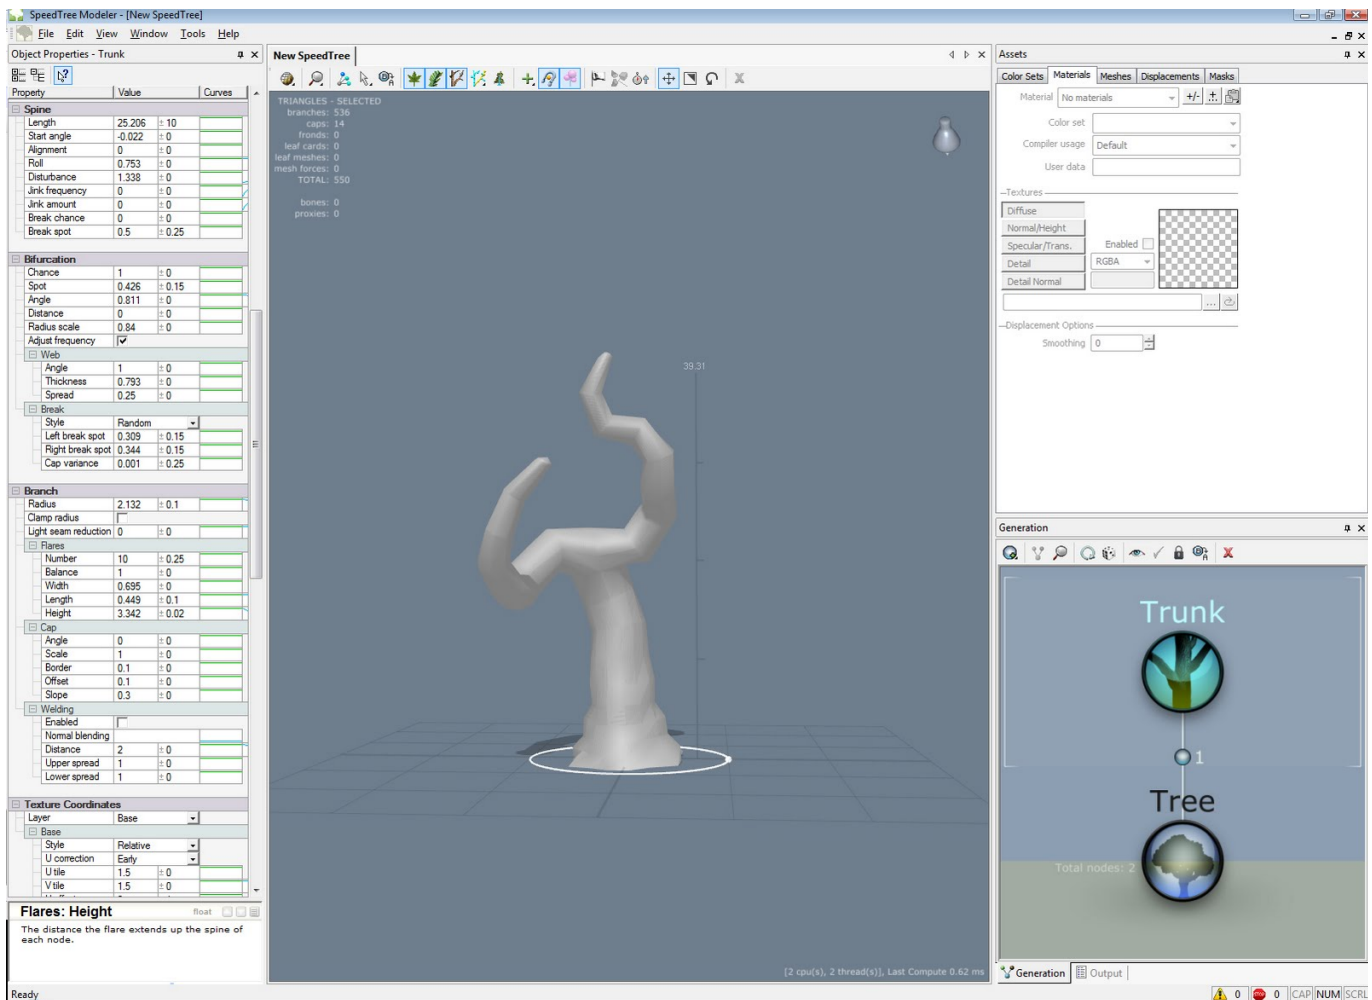 SpeedTree Modeler - [New SpeedTree]
File Edit View Window Tools Help
Object Properties - Trunk
Property Value Curves
Spine
Length 25.206 ± 10
Start angle -0.022 ± 0
Alignment 0 ± 0
Roll 0.753 ± 0
Disturbance 1.338 ± 0
Jink frequency 0 ± 0
Jink amount 0 ± 0
Break chance 0 ± 0
Break spot 0.5 ± 0.25
Bifurcation
Chance 1 ± 0
Spot 0.426 ± 0.15
Angle 0.811 ± 0
Distance 0 ± 0
Radius scale 0.84 ± 0
Adjust frequency
Web
Angle 1 ± 0
Thickness 0.793 ± 0
Spread 0.25 ± 0
Break
Style Random
Left break spot 0.309 ± 0.15
Right break spot 0.344 ± 0.15
Cap variance 0.001 ± 0.25
Branch
Radius 2.132 ± 0.1
Clamp radius
Light seam reduction 0 ± 0
Flares
Number 10 ± 0.25
Balance 1 ± 0
Width 0.695 ± 0
Length 0.449 ± 0.1
Height 3.342 ± 0.02
Cap
Angle 0 ± 0
Scale 1 ± 0
Border 0.1 ± 0
Offset 0.1 ± 0
Slope 0.3 ± 0
Welding
Enabled
Normal blending
Distance 2 ± 0
Upper spread 1 ± 0
Lower spread 1 ± 0
Texture Coordinates
Layer Base
Base
Style Relative
U correction Early
U tile 1.5 ± 0
V tile 1.5 ± 0
Flares: Height float
The distance the flare extends up the spine of
each node.
Ready
New SpeedTree
TRIANGLES - SELECTED
branches: 536
caps: 14
fronds: 0
leaf cards: 0
leaf meshes: 0
mesh forces: 0
TOTAL: 550
bones: 0
proxies: 0
39.31
[2 cpu(s), 2 thread(s)], Last Compute 0.62 ms
Assets
Color Sets Materials Meshes Displacements Masks
Material No materials +/-
Color set
Compiler usage Default
User data
Textures
Diffuse
Normal/Height
Specular/Trans. Enabled
Detail RGBA
Detail Normal
...
Displacement Options
Smoothing 0
Generation
Trunk
1
Tree
Total nodes: 2
Generation Output
0 0 CAP NUM SCRL